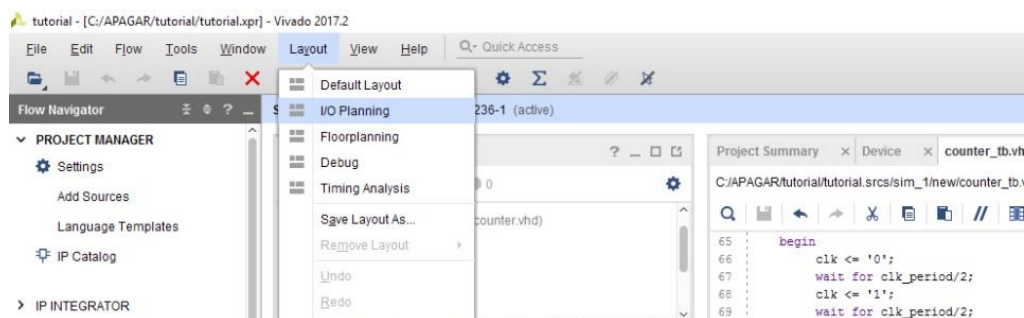 tutorial - [C:/APAGAR/tutorial/tutorial.xpr] - Vivado 2017.2
File Edit Flow Tools Window Layout View Help Q- Quick Access
Flow Navigator
PROJECT MANAGER
Settings
Add Sources
Language Templates
IP Catalog
IP INTEGRATOR
Default Layout
I/O Planning
Floorplanning
Debug
Timing Analysis
Save Layout As...
Remove Layout
Undo
Redo
236-1 (active)
0
counter.vhd)
Project Summary Device counter_tb.vh
C:/APAGAR/tutorial/tutorial.srcs/sim_1/new/counter_tb.v
65 begin
66 clk <= '0';
67 wait for clk_period/2;
68 clk <= '1';
69 wait for clk_period/2;